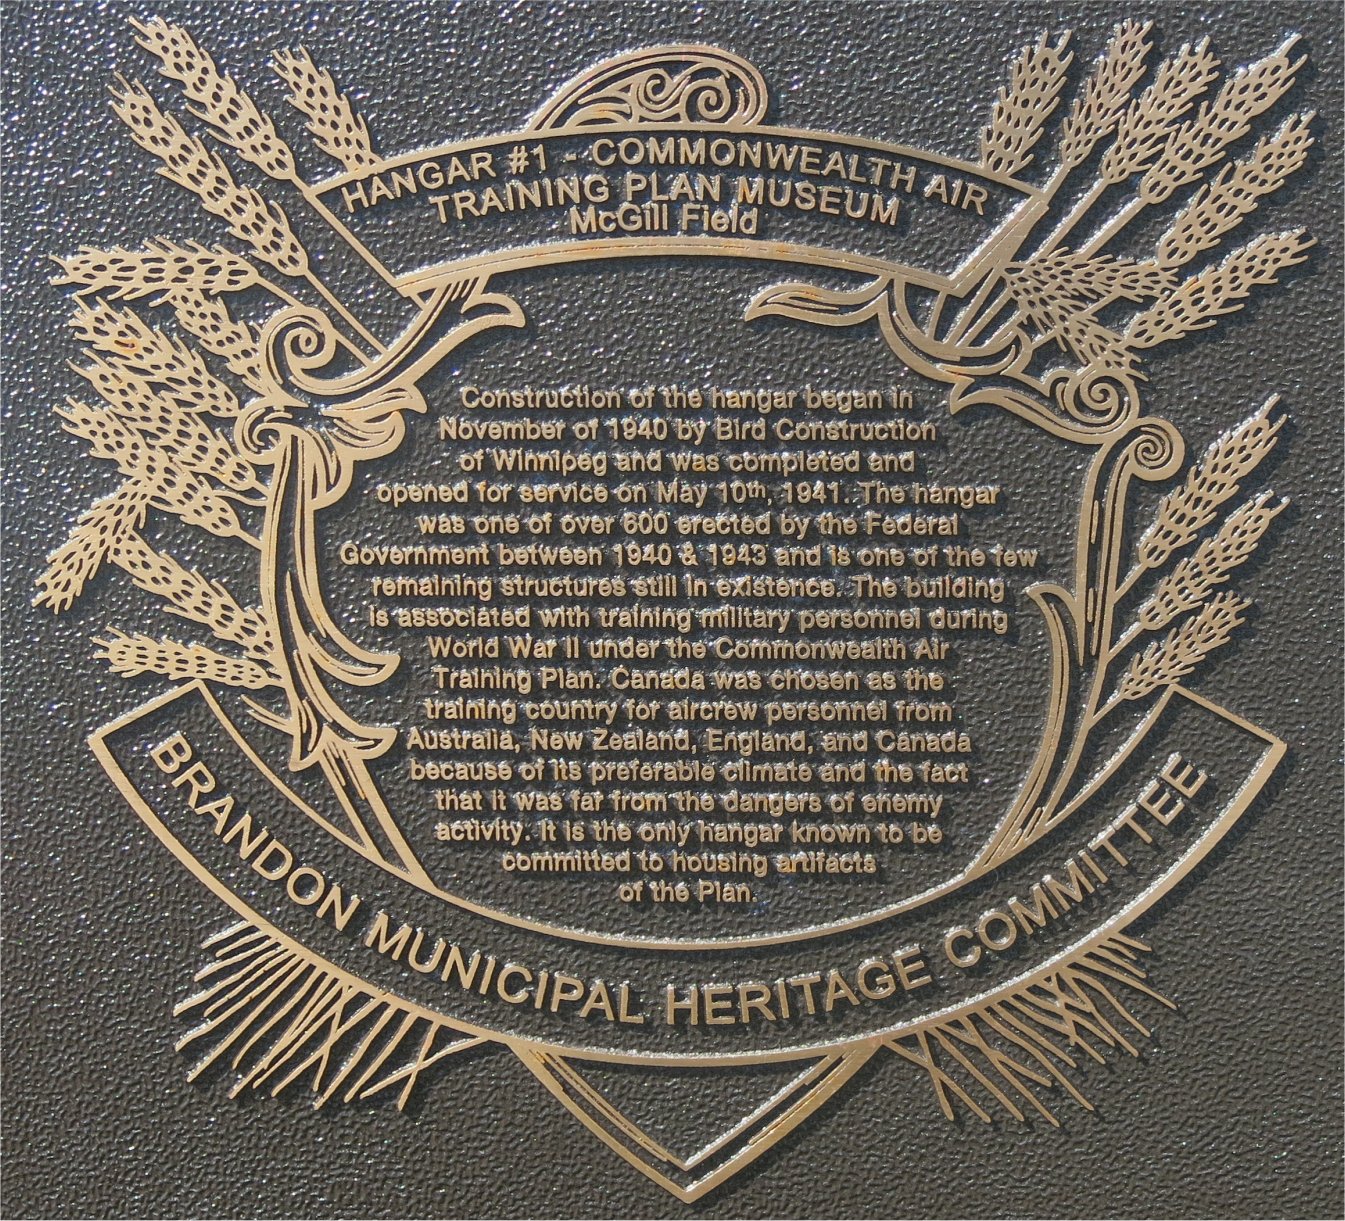 HANGAR #1 - COMMONWEALTH AIR
TRAINING PLAN MUSEUM
McGill Field
Construction of the hangar began in
November of 1940 by Bird Construction
of Winnipeg and was completed and
opened for service on May 10th, 1941. The hangar
was one of over 600 erected by the Federal
Government between 1940 & 1943 and is one of the few
remaining structures still in existence. The building
is associated with training military personnel during
World War II under the Commonwealth Air
Training Plan. Canada was chosen as the
training country for aircrew personnel from
Australia, New Zealand, England, and Canada
because of its preferable climate and the fact
that it was far from the dangers of enemy
activity. It is the only hangar known to be
committed to housing artifacts
of the Plan.
BRANDON MUNICIPAL HERITAGE COMMITTEE